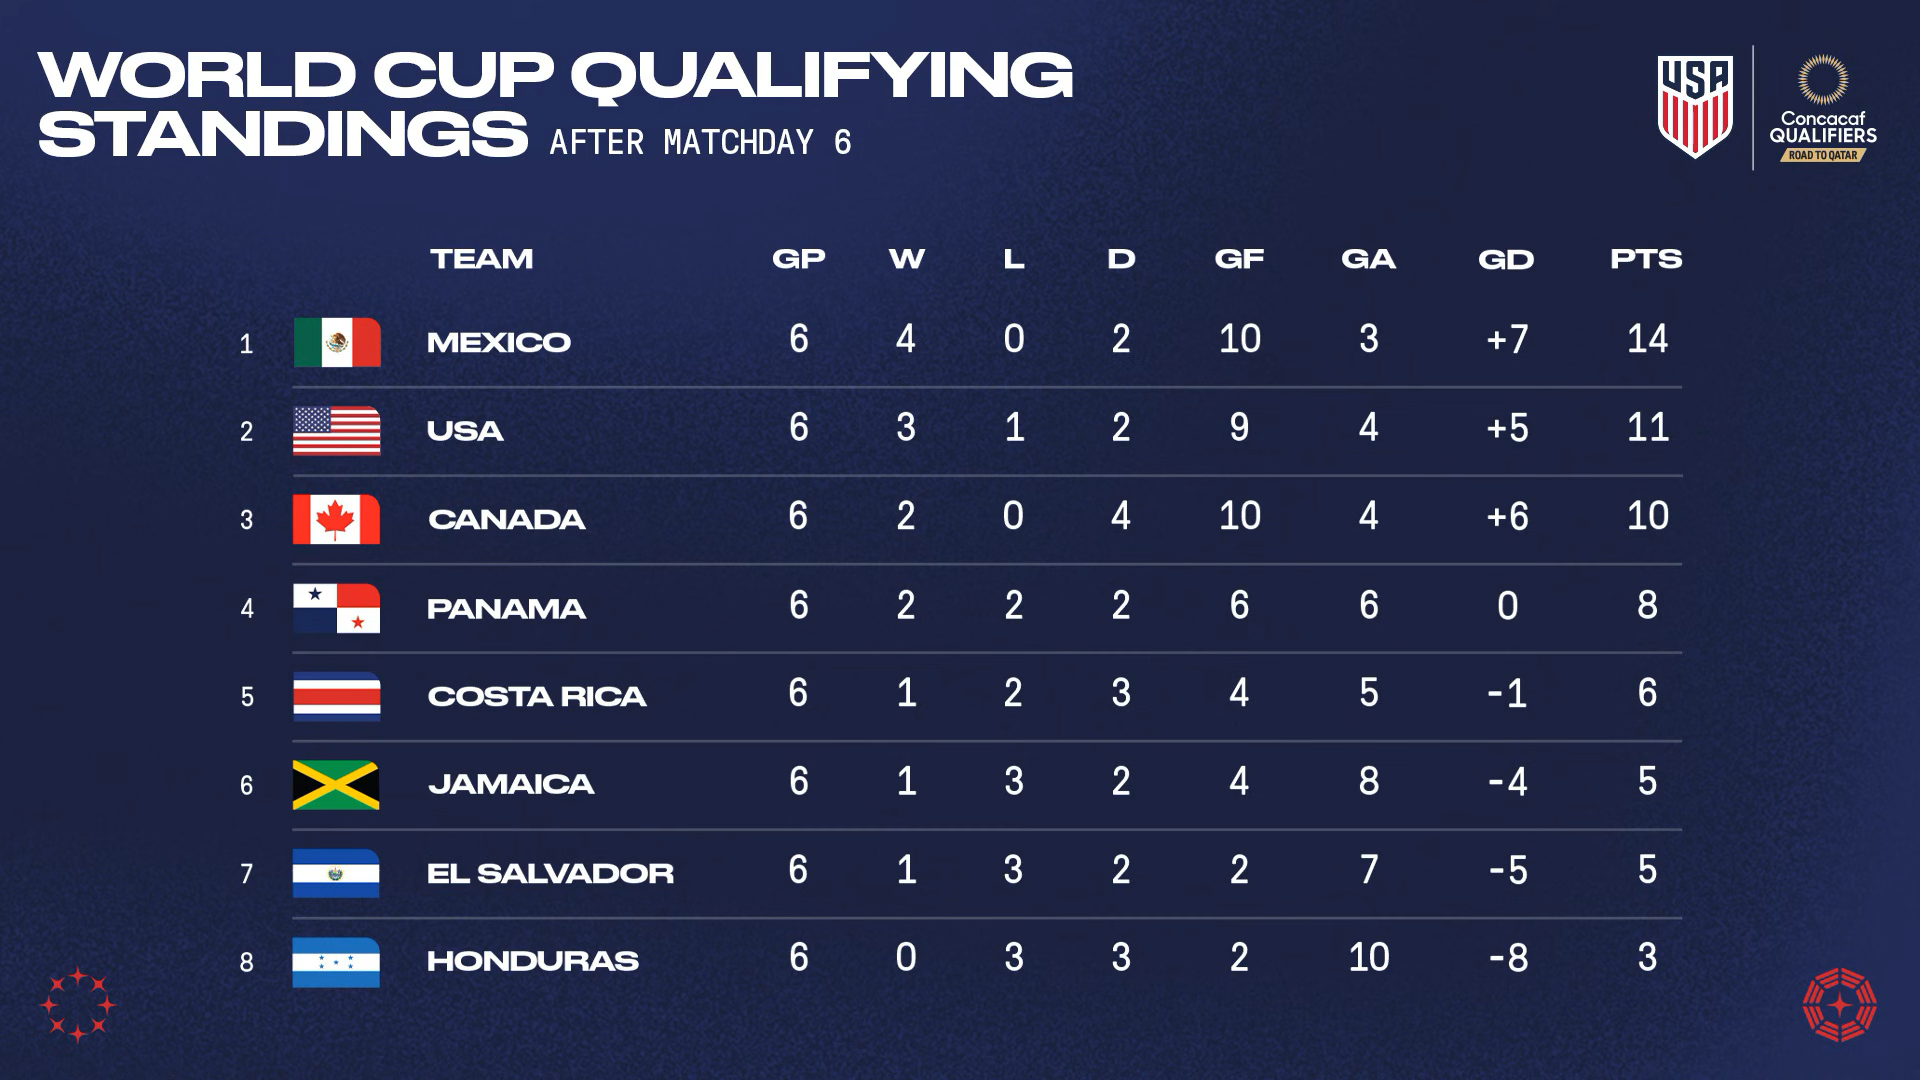 WORLD CUP QUALIFYING
STANDINGS AFTER MATCHDAY 6
USA
Concacaf
QUALIFIERS
ROAD TO QATAR
TEAM GP W L D GF GA GD PTS
1 MEXICO 6 4 0 2 10 3 +7 14
2 USA 6 3 1 2 9 4 +5 11
3 CANADA 6 2 0 4 10 4 +6 10
4 PANAMA 6 2 2 2 6 6 0 8
5 COSTA RICA 6 1 2 3 4 5 -1 6
6 JAMAICA 6 1 3 2 4 8 -4 5
7 EL SALVADOR 6 1 3 2 2 7 -5 5
8 HONDURAS 6 0 3 3 2 10 -8 3